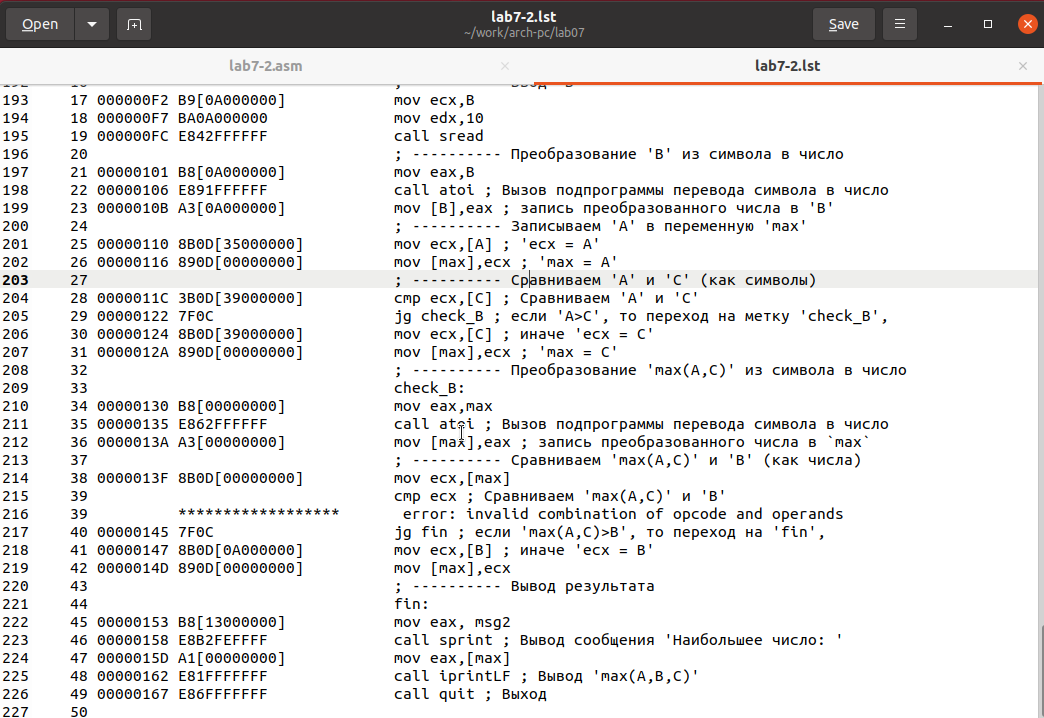 Open
lab7-2.lst
~/work/arch-pc/lab07
Save
lab7-2.asm
lab7-2.lst
193 17 000000F2 B9[0A000000] mov ecx,B
194 18 000000F7 BA0A000000 mov edx,10
195 19 000000FC E842FFFFFF call sread
196 20 ; ---------- Преобразование 'B' из символа в число
197 21 00000101 B8[0A000000] mov eax,B
198 22 00000106 E891FFFFFF call atoi ; Вызов подпрограммы перевода символа в число
199 23 0000010B A3[0A000000] mov [B],eax ; запись преобразованного числа в 'B'
200 24 ; ---------- Записываем 'A' в переменную 'max'
201 25 00000110 8B0D[35000000] mov ecx,[A] ; 'ecx = A'
202 26 00000116 890D[00000000] mov [max],ecx ; 'max = A'
203 27 ; ---------- Сравниваем 'A' и 'C' (как символы)
204 28 0000011C 3B0D[39000000] cmp ecx,[C] ; Сравниваем 'A' и 'C'
205 29 00000122 7F0C jg check_B ; если 'A>C', то переход на метку 'check_B',
206 30 00000124 8B0D[39000000] mov ecx,[C] ; иначе 'ecx = C'
207 31 0000012A 890D[00000000] mov [max],ecx ; 'max = C'
208 32 ; ---------- Преобразование 'max(A,C)' из символа в число
209 33 check_B:
210 34 00000130 B8[00000000] mov eax,max
211 35 00000135 E862FFFFFF call atoi ; Вызов подпрограммы перевода символа в число
212 36 0000013A A3[00000000] mov [max],eax ; запись преобразованного числа в `max`
213 37 ; ---------- Сравниваем 'max(A,C)' и 'B' (как числа)
214 38 0000013F 8B0D[00000000] mov ecx,[max]
215 39 cmp ecx ; Сравниваем 'max(A,C)' и 'B'
216 39 ****************** error: invalid combination of opcode and operands
217 40 00000145 7F0C jg fin ; если 'max(A,C)>B', то переход на 'fin',
218 41 00000147 8B0D[0A000000] mov ecx,[B] ; иначе 'ecx = B'
219 42 0000014D 890D[00000000] mov [max],ecx
220 43 ; ---------- Вывод результата
221 44 fin:
222 45 00000153 B8[13000000] mov eax, msg2
223 46 00000158 E8B2FEFFFF call sprint ; Вывод сообщения 'Наибольшее число: '
224 47 0000015D A1[00000000] mov eax,[max]
225 48 00000162 E81FFFFFFF call iprintLF ; Вывод 'max(A,B,C)'
226 49 00000167 E86FFFFFFF call quit ; Выход
227 50